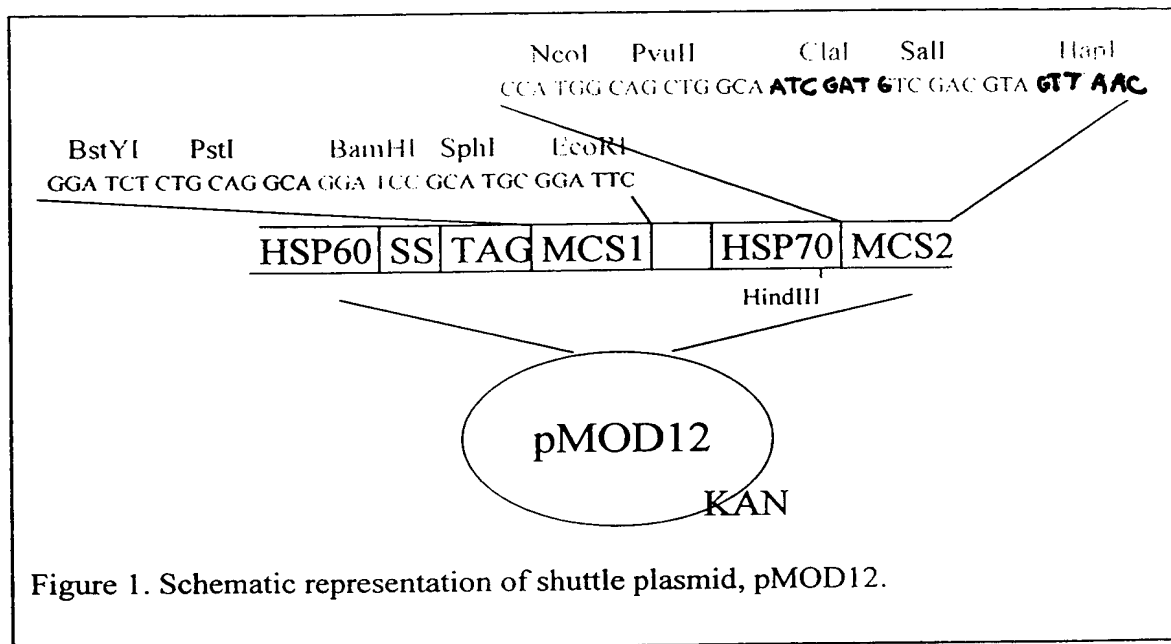 NcoI PvuII ClaI SalI HapI
CCA TGG CAG CTG GCA ATC GAT GTC GAC GTA GTT AAC
BstYI PstI BamHI SphI EcoRI
GGA TCT CTG CAG GCA GGA TCC GCA TGC GGA TTC
HSP60 SS TAG MCS1 HSP70 MCS2
HindIII
pMOD12
KAN
Figure 1. Schematic representation of shuttle plasmid, pMOD12.